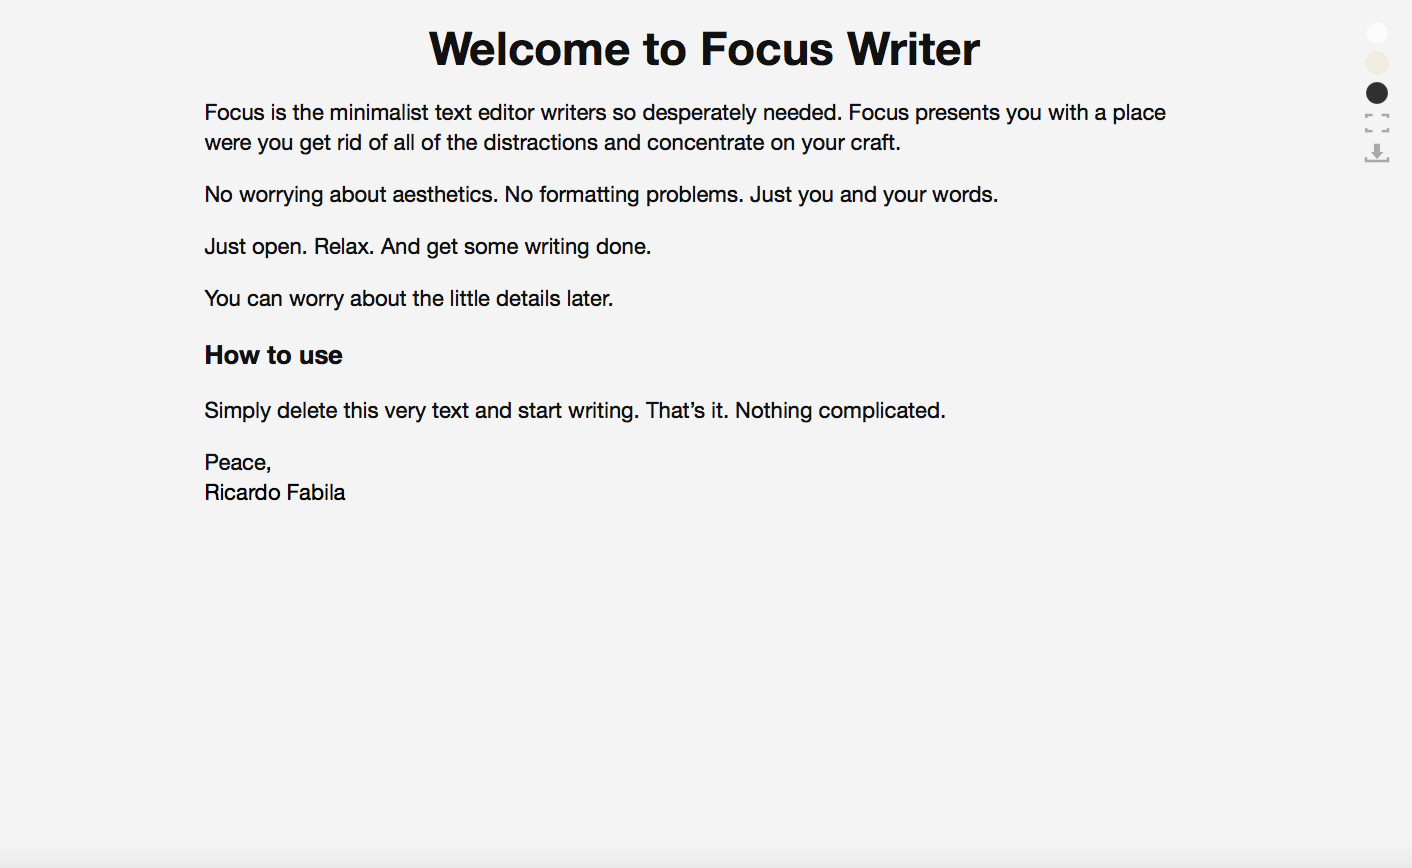 Welcome to Focus Writer
Focus is the minimalist text editor writers so desperately needed. Focus presents you with a place
were you get rid of all of the distractions and concentrate on your craft.
No worrying about aesthetics. No formatting problems. Just you and your words.
Just open. Relax. And get some writing done.
You can worry about the little details later.
How to use
Simply delete this very text and start writing. That’s it. Nothing complicated.
Peace,
Ricardo Fabila